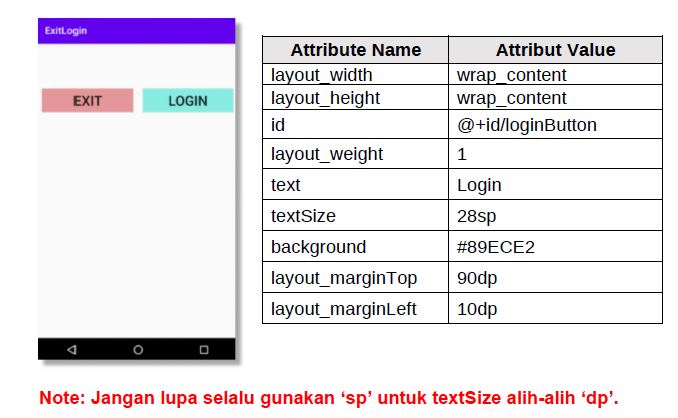 ExitLogin
EXIT LOGIN
Attribute Name Attribut Value
layout_width wrap_content
layout_height wrap_content
id @+id/loginButton
layout_weight 1
text Login
textSize 28sp
background #89ECE2
layout_marginTop 90dp
layout_marginLeft 10dp
Note: Jangan lupa selalu gunakan ‘sp’ untuk textSize alih-alih ‘dp’.